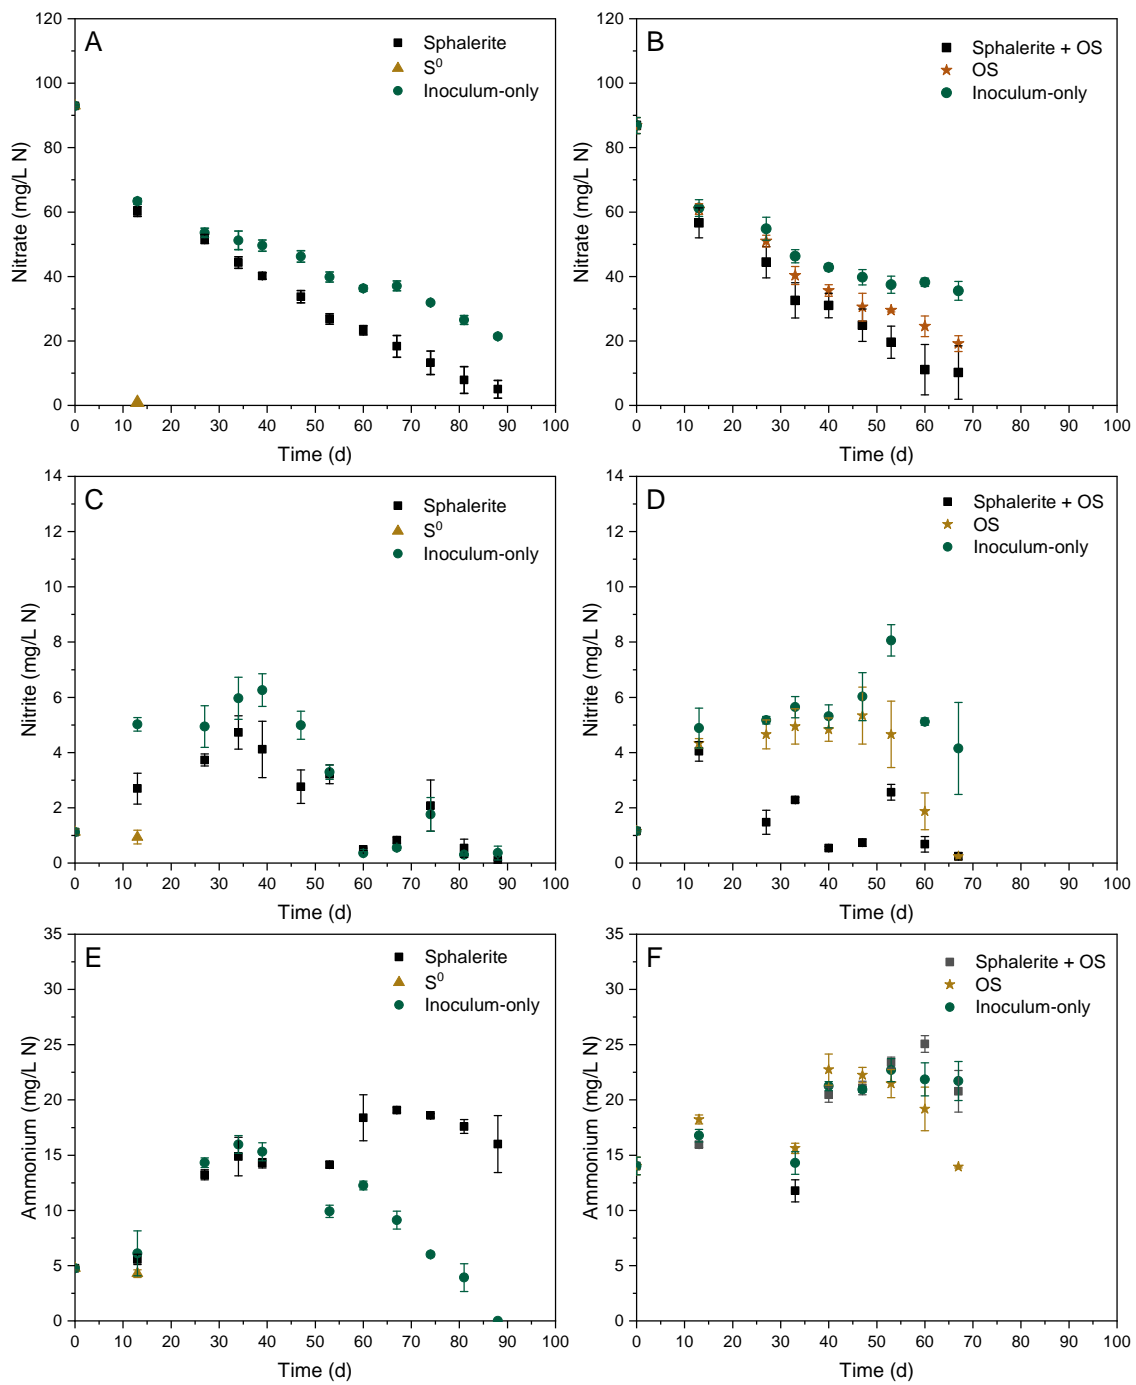 A
Sphalerite
S⁰
Inoculum-only
Nitrate (mg/L N)
120
100
80
60
40
20
0
0 10 20 30 40 50 60 70 80 90 100
Time (d)
B
Sphalerite + OS
OS
Inoculum-only
Nitrate (mg/L N)
120
100
80
60
40
20
0
0 10 20 30 40 50 60 70 80 90 100
Time (d)
C
Sphalerite
S⁰
Inoculum-only
Nitrite (mg/L N)
14
12
10
8
6
4
2
0
0 10 20 30 40 50 60 70 80 90 100
Time (d)
D
Sphalerite + OS
OS
Inoculum-only
Nitrite (mg/L N)
14
12
10
8
6
4
2
0
0 10 20 30 40 50 60 70 80 90 100
Time (d)
E
Sphalerite
S⁰
Inoculum-only
Ammonium (mg/L N)
35
30
25
20
15
10
5
0
0 10 20 30 40 50 60 70 80 90 100
Time (d)
F
Sphalerite + OS
OS
Inoculum-only
Ammonium (mg/L N)
35
30
25
20
15
10
5
0
0 10 20 30 40 50 60 70 80 90 100
Time (d)